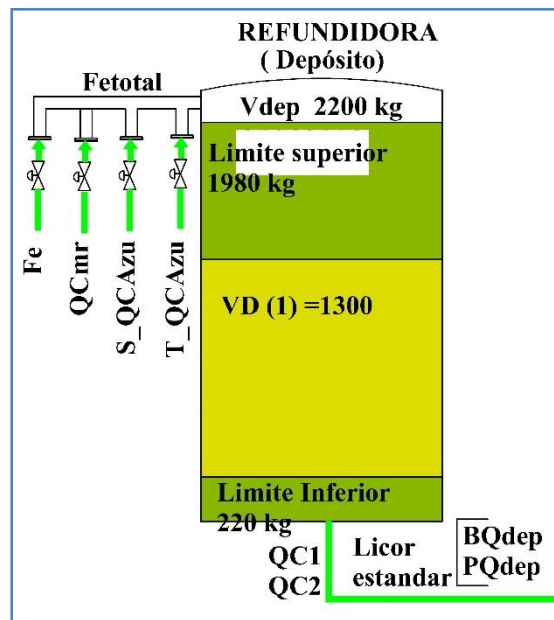 REFUNDIDORA
( Depósito)
Fetotal
Vdep 2200 kg
Limite superior
1980 kg
Fe
QCmr
S_QCAzu
T_QCAzu
VD (1) =1300
Limite Inferior
220 kg
QC1
QC2
Licor
estandar
BQdep
PQdep